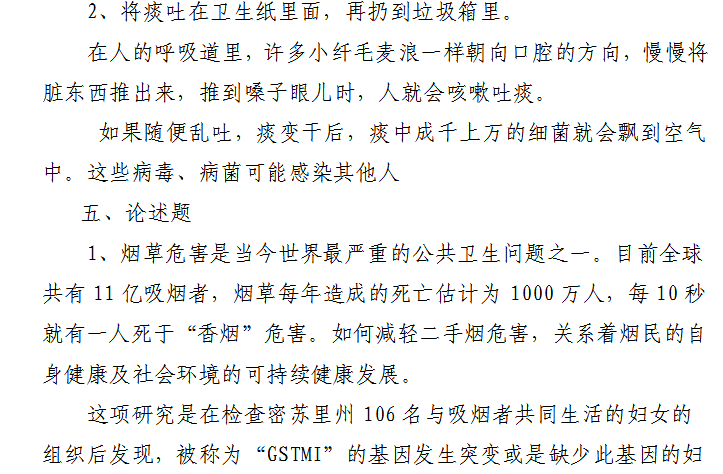 2、将痰吐在卫生纸里面，再扔到垃圾箱里。
在人的呼吸道里，许多小纤毛麦浪一样朝向口腔的方向，慢慢将
脏东西推出来，推到嗓子眼儿时，人就会咳嗽吐痰。
如果随便乱吐，痰变干后，痰中成千上万的细菌就会飘到空气
中。这些病毒、病菌可能感染其他人
五、论述题
1、烟草危害是当今世界最严重的公共卫生问题之一。目前全球
共有 11 亿吸烟者，烟草每年造成的死亡估计为 1000 万人，每 10 秒
就有一人死于“香烟”危害。如何减轻二手烟危害，关系着烟民的自
身健康及社会环境的可持续健康发展。
这项研究是在检查密苏里州 106 名与吸烟者共同生活的妇女的
组织后发现，被称为“GSTMI”的基因发生突变或是缺少此基因的妇